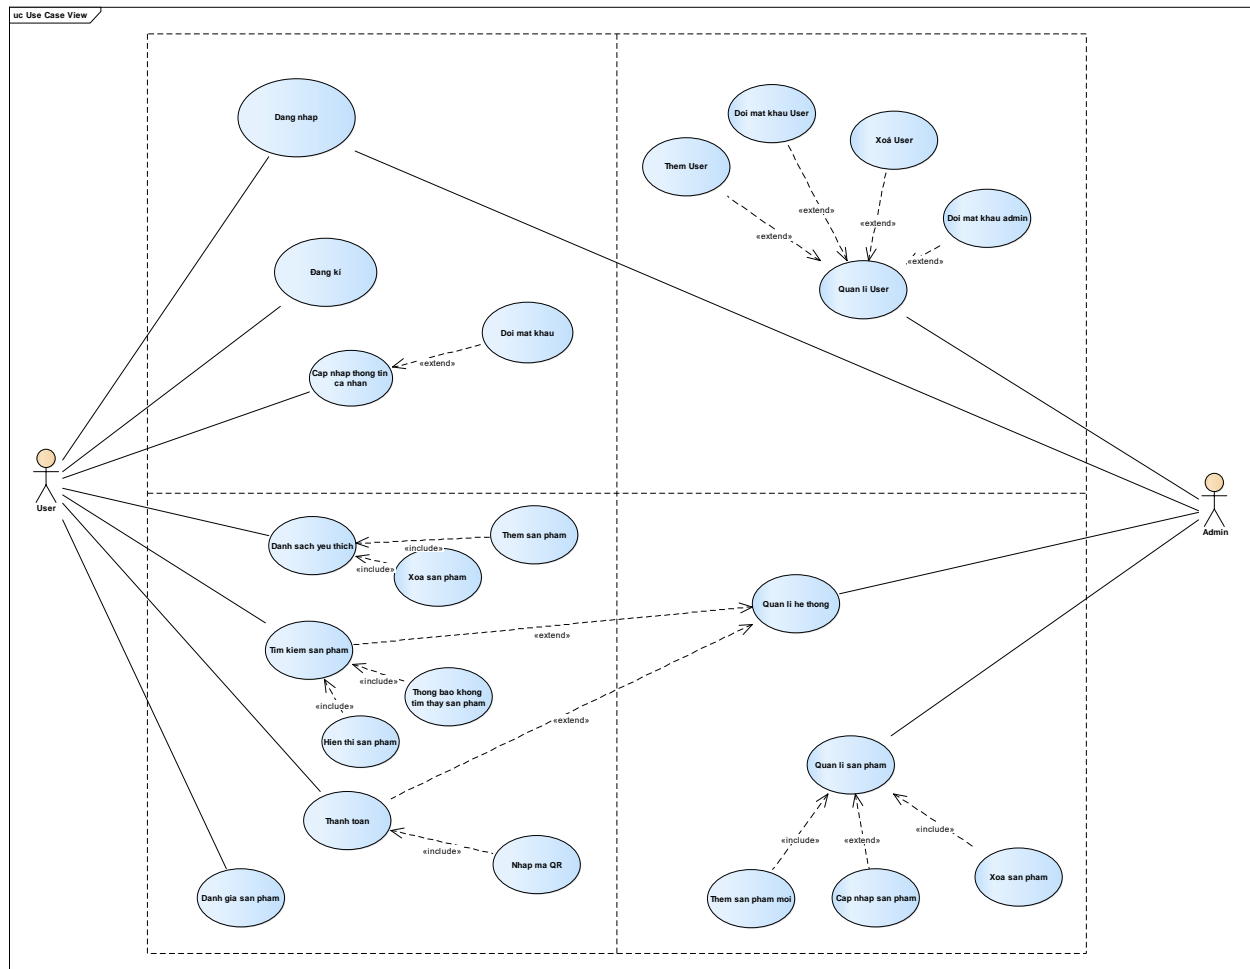 uc Use Case View
Dang nhap
Doi mat khau User
Xoá User
Them User
Doi mat khau admin
«extend»
«extend»
«extend»
«extend»
Quan li User
Đang kí
Doi mat khau
«extend»
Cap nhap thong tin
ca nhan
User
Admin
Danh sach yeu thich
Them san pham
«include»
«include»
Xoa san pham
Quan li he thong
«extend»
Tim kiem san pham
«include»
Thong bao khong
tim thay san pham
«include»
Hien thi san pham
«extend»
Quan li san pham
Thanh toan
«include»
Nhap ma QR
«include»
«extend»
«include»
Danh gia san pham
Them san pham moi
Cap nhap san pham
Xoa san pham